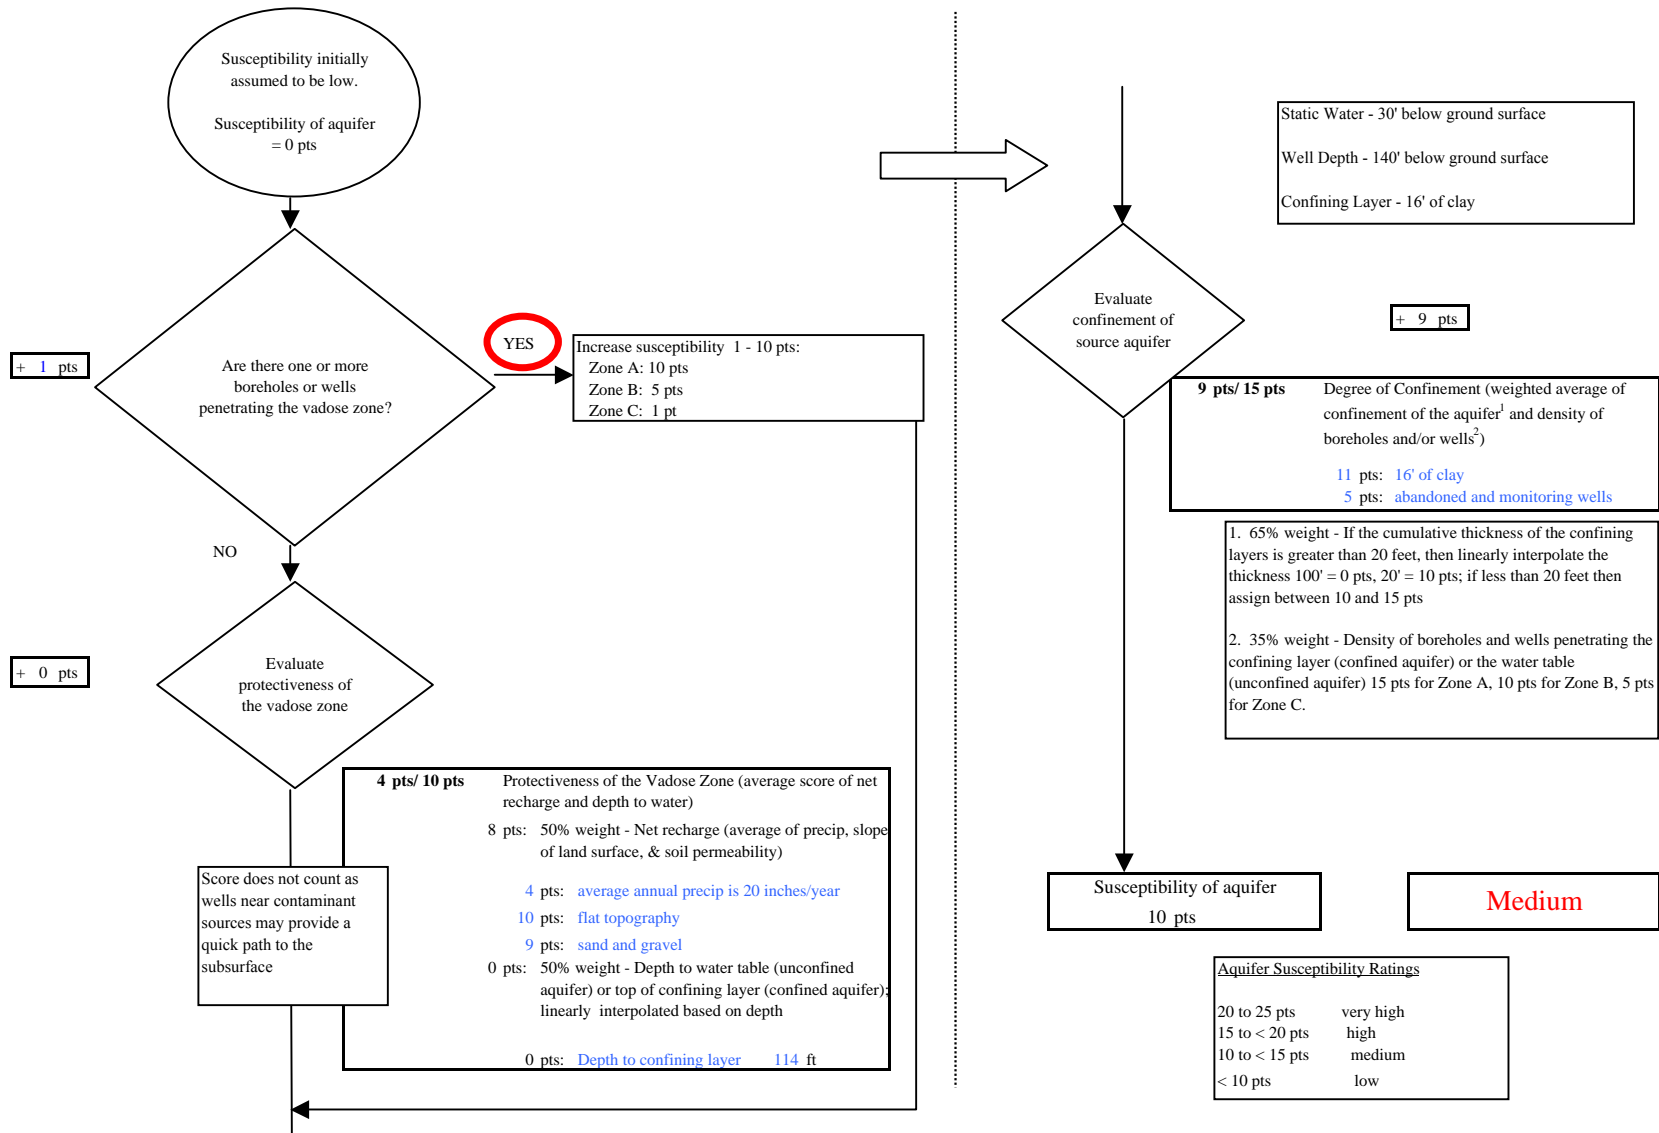 Susceptibility initially
assumed to be low.
Susceptibility of aquifer
= 0 pts
+ 1 pts
Are there one or more
boreholes or wells
penetrating the vadose zone?
YES
Increase susceptibility 1 - 10 pts:
Zone A: 10 pts
Zone B: 5 pts
Zone C: 1 pt
NO
+ 0 pts
Evaluate
protectiveness of
the vadose zone
4 pts/ 10 pts Protectiveness of the Vadose Zone (average score of net
recharge and depth to water)
8 pts: 50% weight - Net recharge (average of precip, slope
of land surface, & soil permeability)
4 pts: average annual precip is 20 inches/year
10 pts: flat topography
9 pts: sand and gravel
0 pts: 50% weight - Depth to water table (unconfined
aquifer) or top of confining layer (confined aquifer);
linearly interpolated based on depth
0 pts: Depth to confining layer 114 ft
Score does not count as
wells near contaminant
sources may provide a
quick path to the
subsurface
Static Water - 30' below ground surface
Well Depth - 140' below ground surface
Confining Layer - 16' of clay
Evaluate
confinement of
source aquifer
+ 9 pts
9 pts/ 15 pts Degree of Confinement (weighted average of
confinement of the aquifer1 and density of
boreholes and/or wells2)
11 pts: 16' of clay
5 pts: abandoned and monitoring wells
1. 65% weight - If the cumulative thickness of the confining
layers is greater than 20 feet, then linearly interpolate the
thickness 100' = 0 pts, 20' = 10 pts; if less than 20 feet then
assign between 10 and 15 pts
2. 35% weight - Density of boreholes and wells penetrating the
confining layer (confined aquifer) or the water table
(unconfined aquifer) 15 pts for Zone A, 10 pts for Zone B, 5 pts
for Zone C.
Susceptibility of aquifer
10 pts
Medium
Aquifer Susceptibility Ratings
20 to 25 pts very high
15 to < 20 pts high
10 to < 15 pts medium
< 10 pts low